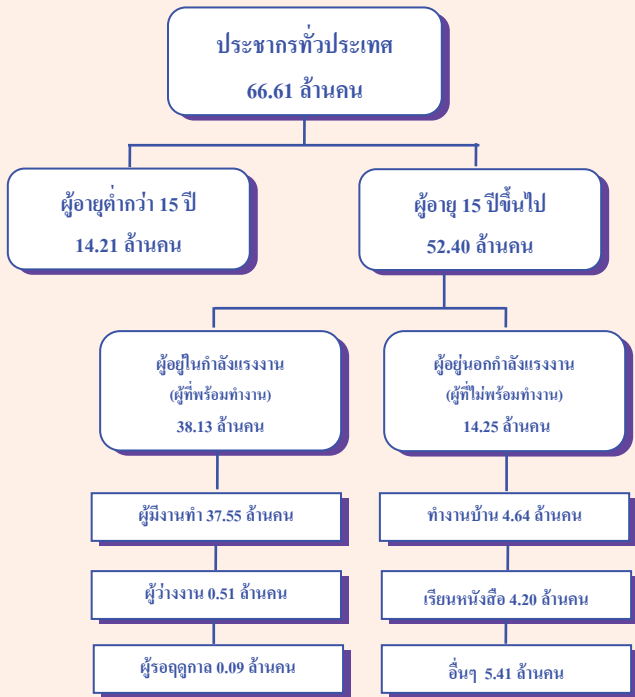 ประชากรทั่วประเทศ
66.61 ล้านคน
ผู้อายุต่ำกว่า 15 ปี
14.21 ล้านคน
ผู้อายุ 15 ปีขึ้นไป
52.40 ล้านคน
ผู้อยู่ในกำลังแรงงาน
(ผู้ที่พร้อมทำงาน)
38.13 ล้านคน
ผู้อยู่นอกกำลังแรงงาน
(ผู้ที่ไม่พร้อมทำงาน)
14.25 ล้านคน
ผู้มีงานทำ 37.55 ล้านคน
ทำงานบ้าน 4.64 ล้านคน
ผู้ว่างงาน 0.51 ล้านคน
เรียนหนังสือ 4.20 ล้านคน
ผู้รอฤดูกาล 0.09 ล้านคน
อื่นๆ 5.41 ล้านคน